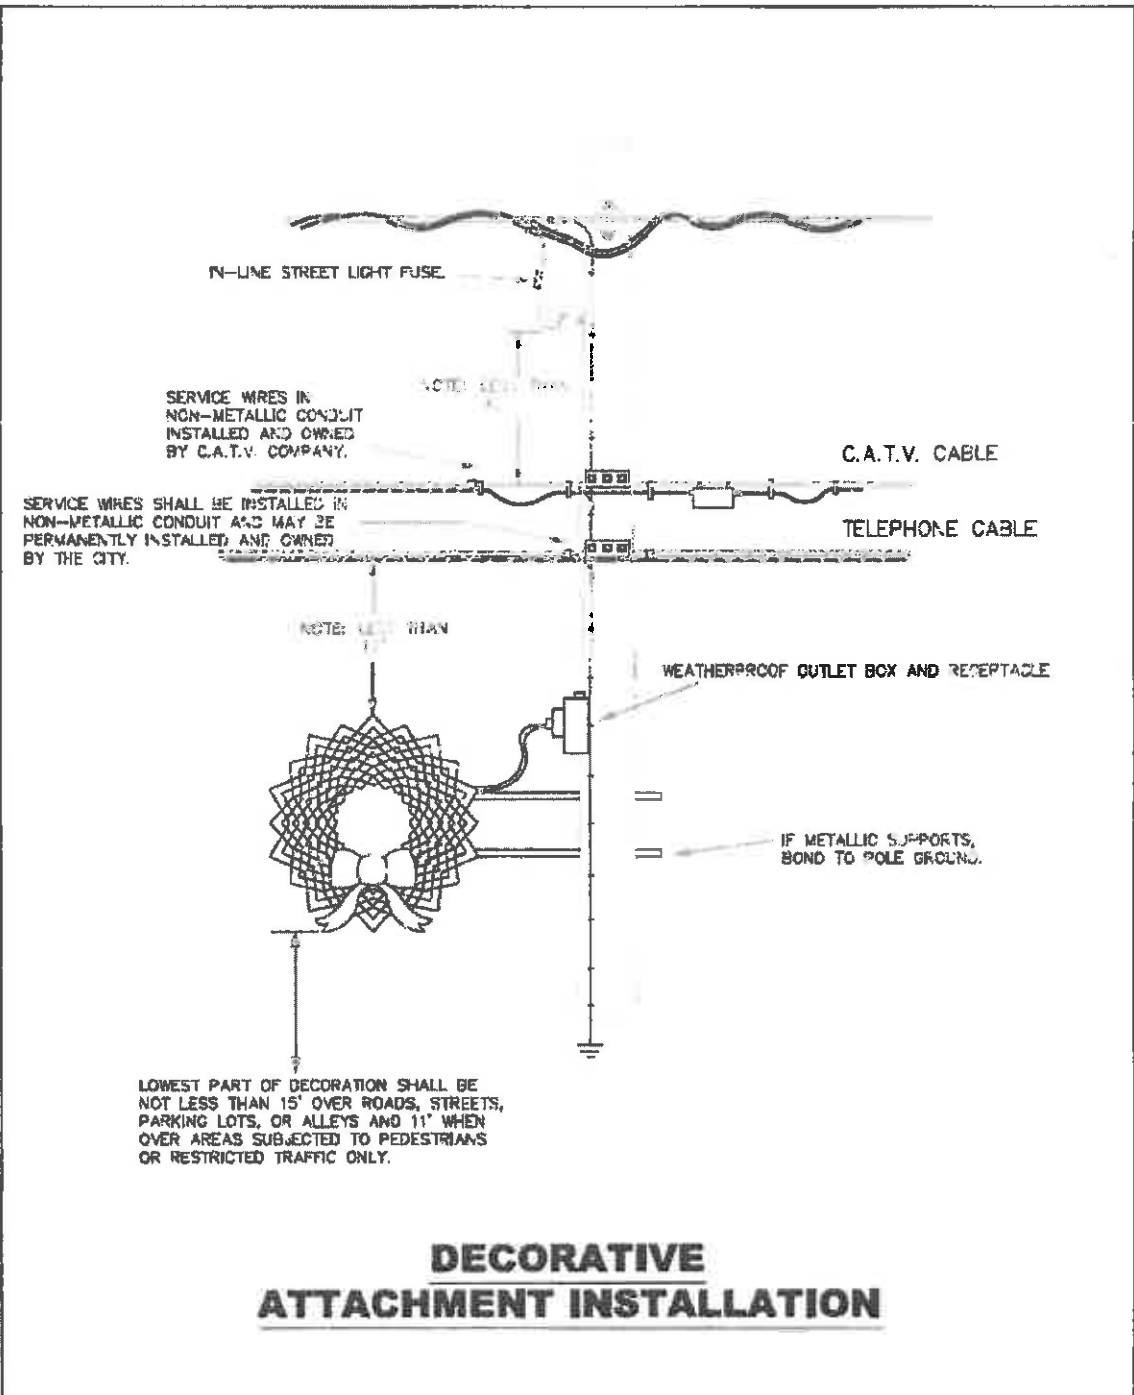 IN-LINE STREET LIGHT FUSE.
SERVICE WIRES IN
NON-METALLIC CONDUIT
INSTALLED AND OWNED
BY C.A.T.V. COMPANY.
C.A.T.V. CABLE
SERVICE WIRES SHALL BE INSTALLED IN
NON-METALLIC CONDUIT AND MAY BE
PERMANENTLY INSTALLED AND OWNED
BY THE CITY.
TELEPHONE CABLE
NOTE: THAN
WEATHERPROOF OUTLET BOX AND RECEPTACLE
IF METALLIC SUPPORTS,
BOND TO POLE GROUND.
LOWEST PART OF DECORATION SHALL BE
NOT LESS THAN 15' OVER ROADS, STREETS,
PARKING LOTS, OR ALLEYS AND 11' WHEN
OVER AREAS SUBJECTED TO PEDESTRIANS
OR RESTRICTED TRAFFIC ONLY.
DECORATIVE
ATTACHMENT INSTALLATION